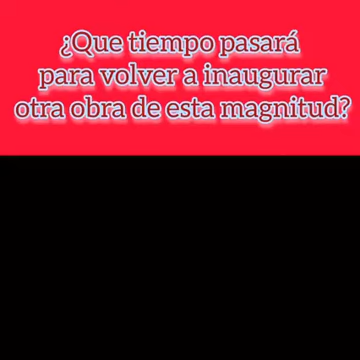 ¿Que tiempo pasará
para volver a inaugurar
otra obra de esta magnitud?